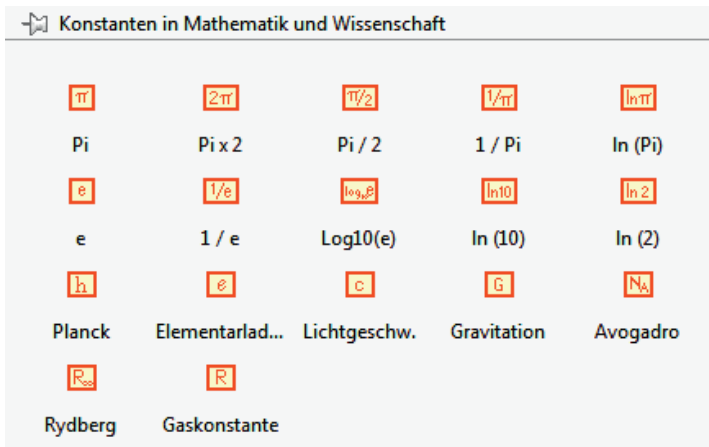 Konstanten in Mathematik und Wissenschaft
π 2π π/2 1/π lnπ
Pi Pi x 2 Pi / 2 1 / Pi ln (Pi)
e 1/e log₁₀e ln10 ln 2
e 1 / e Log10(e) ln (10) ln (2)
h e c G N_A
Planck Elementarlad... Lichtgeschw. Gravitation Avogadro
R∞ R
Rydberg Gaskonstante